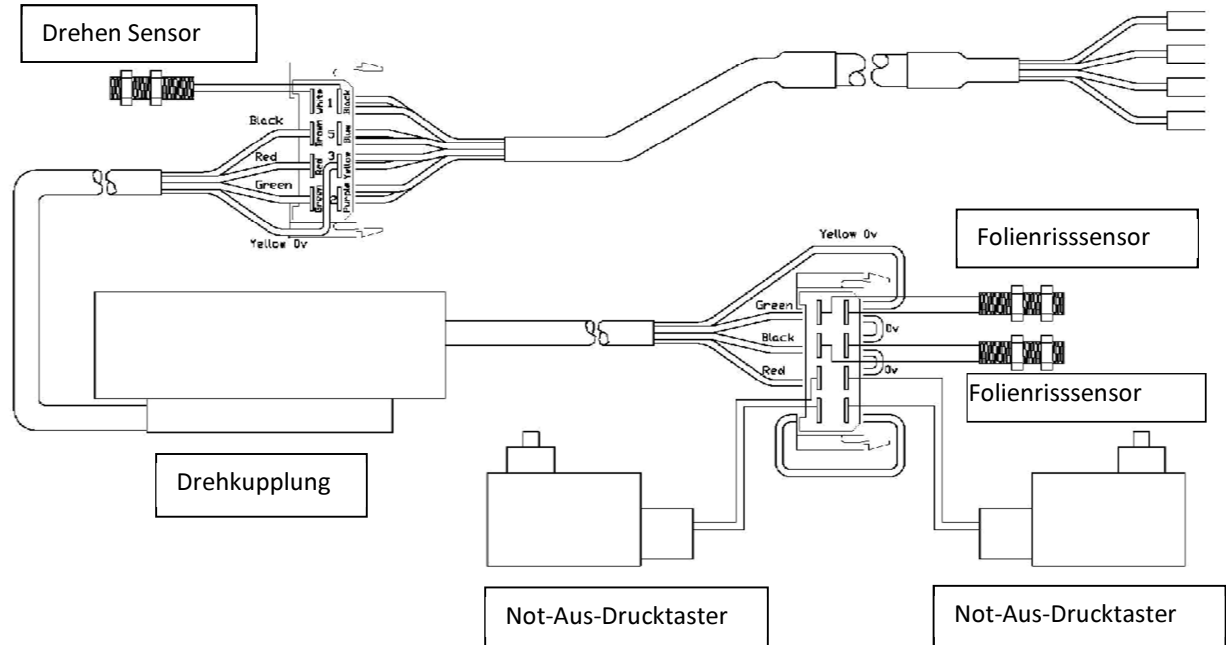 Drehen Sensor
White
1
Black
Black
Brown
5
Blue
Red
Red
3
Yellow
Green
Green
2
Purple
Yellow 0v
Yellow 0v
Folienrisssensor
Green
0v
Black
0v
Red
Folienrisssensor
Drehkupplung
Not-Aus-Drucktaster
Not-Aus-Drucktaster